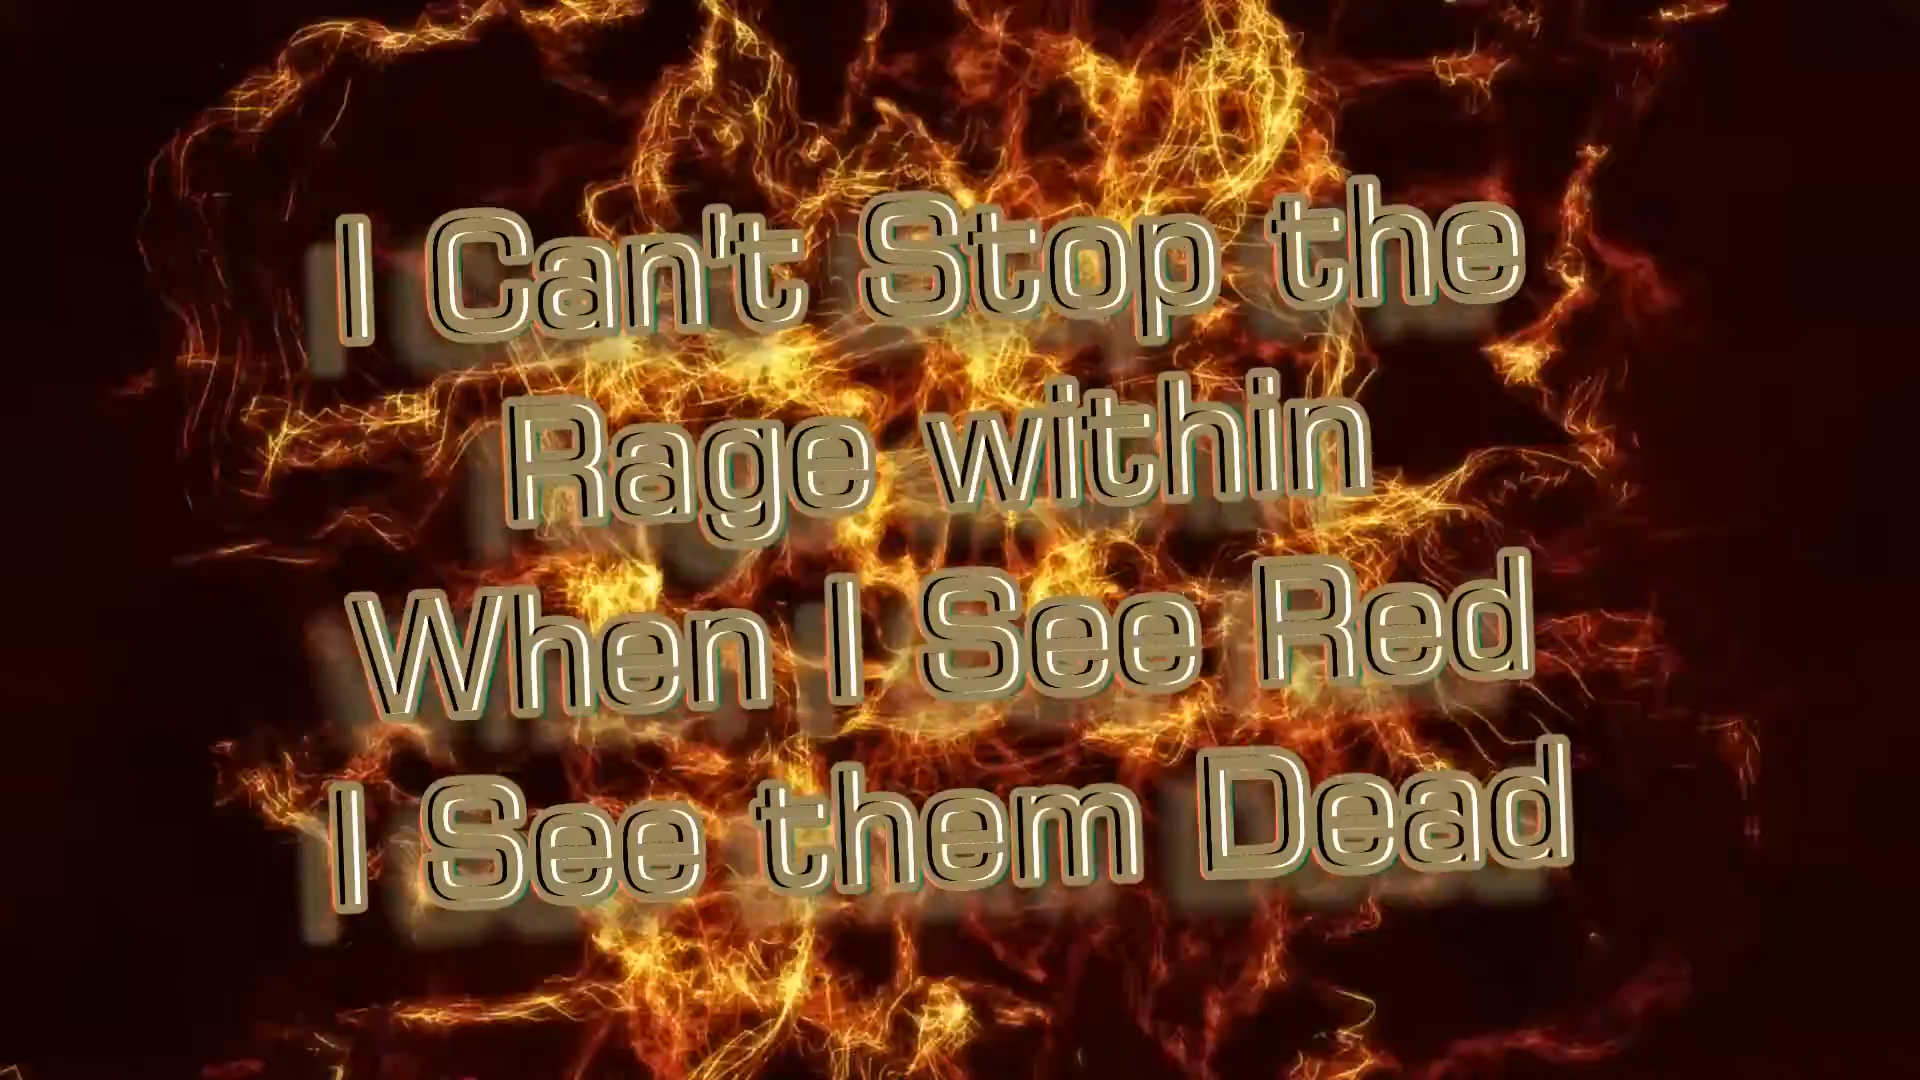 I Can't Stop the
Rage within
When I See Red
I See them Dead